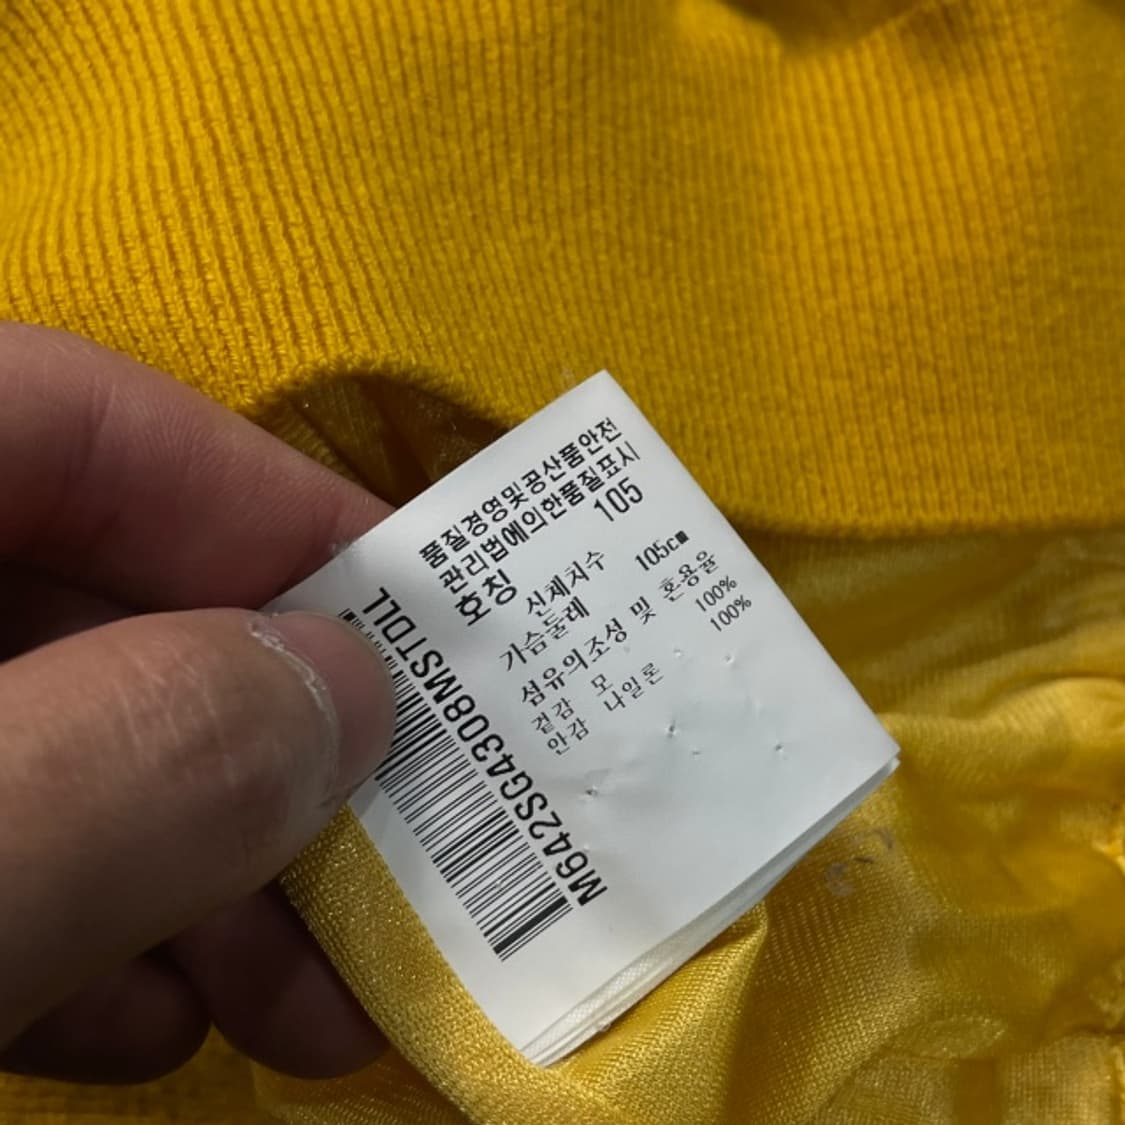 품질경영및공산품안전
관리법에의한품질표시
호칭 105
신체치수
가슴둘레 105c■
섬유의조성 및 혼용율
겉감 모 100%
안감 나일론 100%
M642SG4308MSTDLL